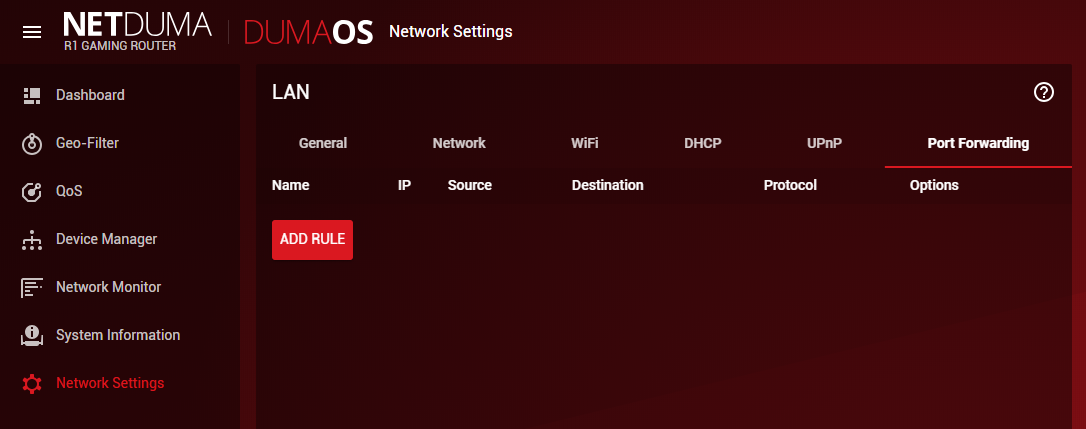 NETDUMA
R1 GAMING ROUTER
DUMAOS
Network Settings
Dashboard
Geo-Filter
QoS
Device Manager
Network Monitor
System Information
Network Settings
LAN
General Network WiFi DHCP UPnP Port Forwarding
Name IP Source Destination Protocol Options
ADD RULE